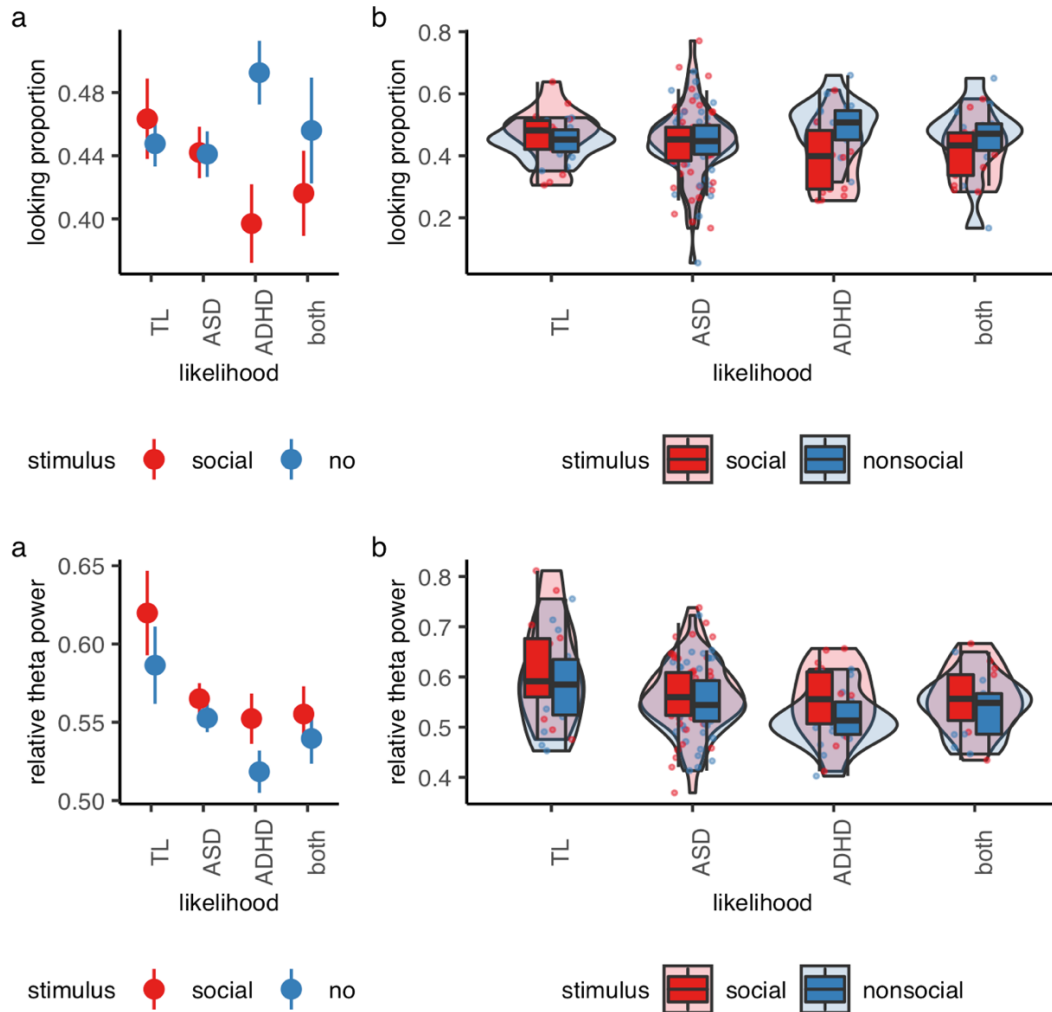 a
b
looking proportion
0.48
0.44
0.40
TL
ASD
ADHD
both
likelihood
looking proportion
0.8
0.6
0.4
0.2
TL
ASD
ADHD
both
likelihood
stimulus social no
stimulus social nonsocial
a
b
relative theta power
0.65
0.60
0.55
0.50
TL
ASD
ADHD
both
likelihood
relative theta power
0.8
0.7
0.6
0.5
0.4
TL
ASD
ADHD
both
likelihood
stimulus social no
stimulus social nonsocial